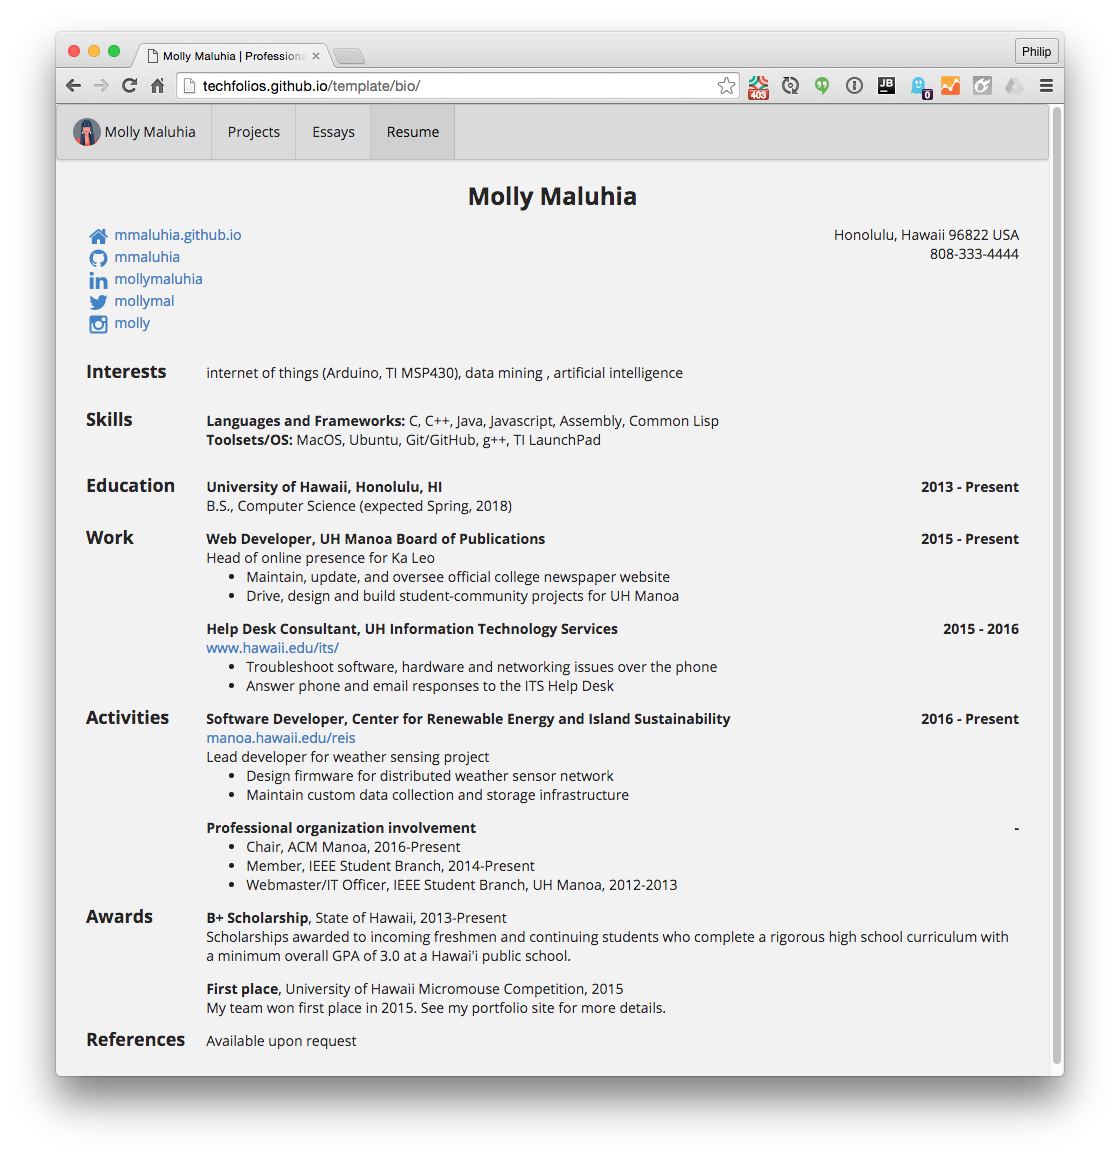 Molly Maluhia | Professiona
Philip
techfolios.github.io/template/bio/
403
JB
0
Molly Maluhia
Projects
Essays
Resume
Molly Maluhia
mmaluhia.github.io
mmaluhia
mollymaluhia
mollymal
molly
Honolulu, Hawaii 96822 USA
808-333-4444
Interests
internet of things (Arduino, TI MSP430), data mining , artificial intelligence
Skills
Languages and Frameworks: C, C++, Java, Javascript, Assembly, Common Lisp
Toolsets/OS: MacOS, Ubuntu, Git/GitHub, g++, TI LaunchPad
Education
University of Hawaii, Honolulu, HI 2013 - Present
B.S., Computer Science (expected Spring, 2018)
Work
Web Developer, UH Manoa Board of Publications 2015 - Present
Head of online presence for Ka Leo
• Maintain, update, and oversee official college newspaper website
• Drive, design and build student-community projects for UH Manoa
Help Desk Consultant, UH Information Technology Services 2015 - 2016
www.hawaii.edu/its/
• Troubleshoot software, hardware and networking issues over the phone
• Answer phone and email responses to the ITS Help Desk
Activities
Software Developer, Center for Renewable Energy and Island Sustainability 2016 - Present
manoa.hawaii.edu/reis
Lead developer for weather sensing project
• Design firmware for distributed weather sensor network
• Maintain custom data collection and storage infrastructure
Professional organization involvement -
• Chair, ACM Manoa, 2016-Present
• Member, IEEE Student Branch, 2014-Present
• Webmaster/IT Officer, IEEE Student Branch, UH Manoa, 2012-2013
Awards
B+ Scholarship, State of Hawaii, 2013-Present
Scholarships awarded to incoming freshmen and continuing students who complete a rigorous high school curriculum with
a minimum overall GPA of 3.0 at a Hawai'i public school.
First place, University of Hawaii Micromouse Competition, 2015
My team won first place in 2015. See my portfolio site for more details.
References
Available upon request